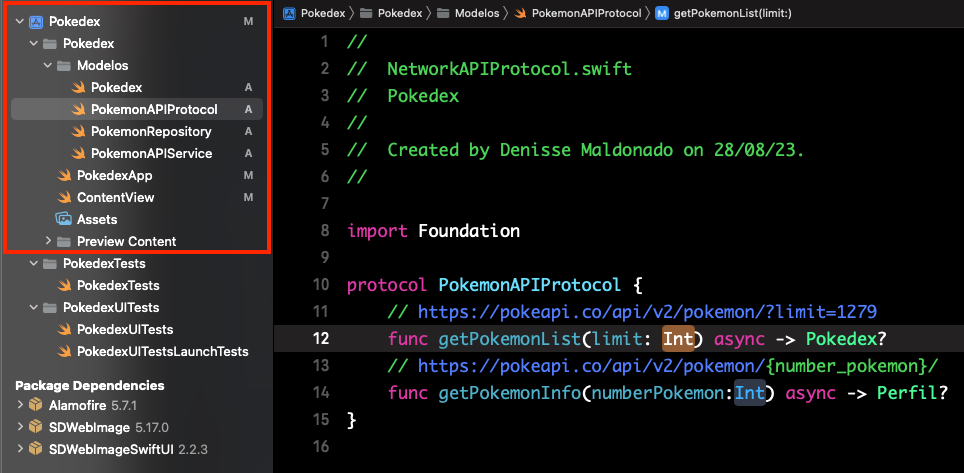 Pokedex M
Pokedex
Modelos
Pokedex A
PokemonAPIProtocol A
PokemonRepository A
PokemonAPIService A
PokedexApp M
ContentView M
Assets
Preview Content
PokedexTests
PokedexTests
PokedexUITests
PokedexUITests
PokedexUITestsLaunchTests
Package Dependencies
Alamofire 5.7.1
SDWebImage 5.17.0
SDWebImageSwiftUI 2.2.3
Pokedex > Pokedex > Modelos > PokemonAPIProtocol > M getPokemonList(limit:)
1 //
2 //  NetworkAPIProtocol.swift
3 //  Pokedex
4 //
5 //  Created by Denisse Maldonado on 28/08/23.
6 //
7
8 import Foundation
9
10 protocol PokemonAPIProtocol {
11     // https://pokeapi.co/api/v2/pokemon/?limit=1279
12     func getPokemonList(limit: Int) async -> Pokedex?
13     // https://pokeapi.co/api/v2/pokemon/{number_pokemon}/
14     func getPokemonInfo(numberPokemon:Int) async -> Perfil?
15 }
16